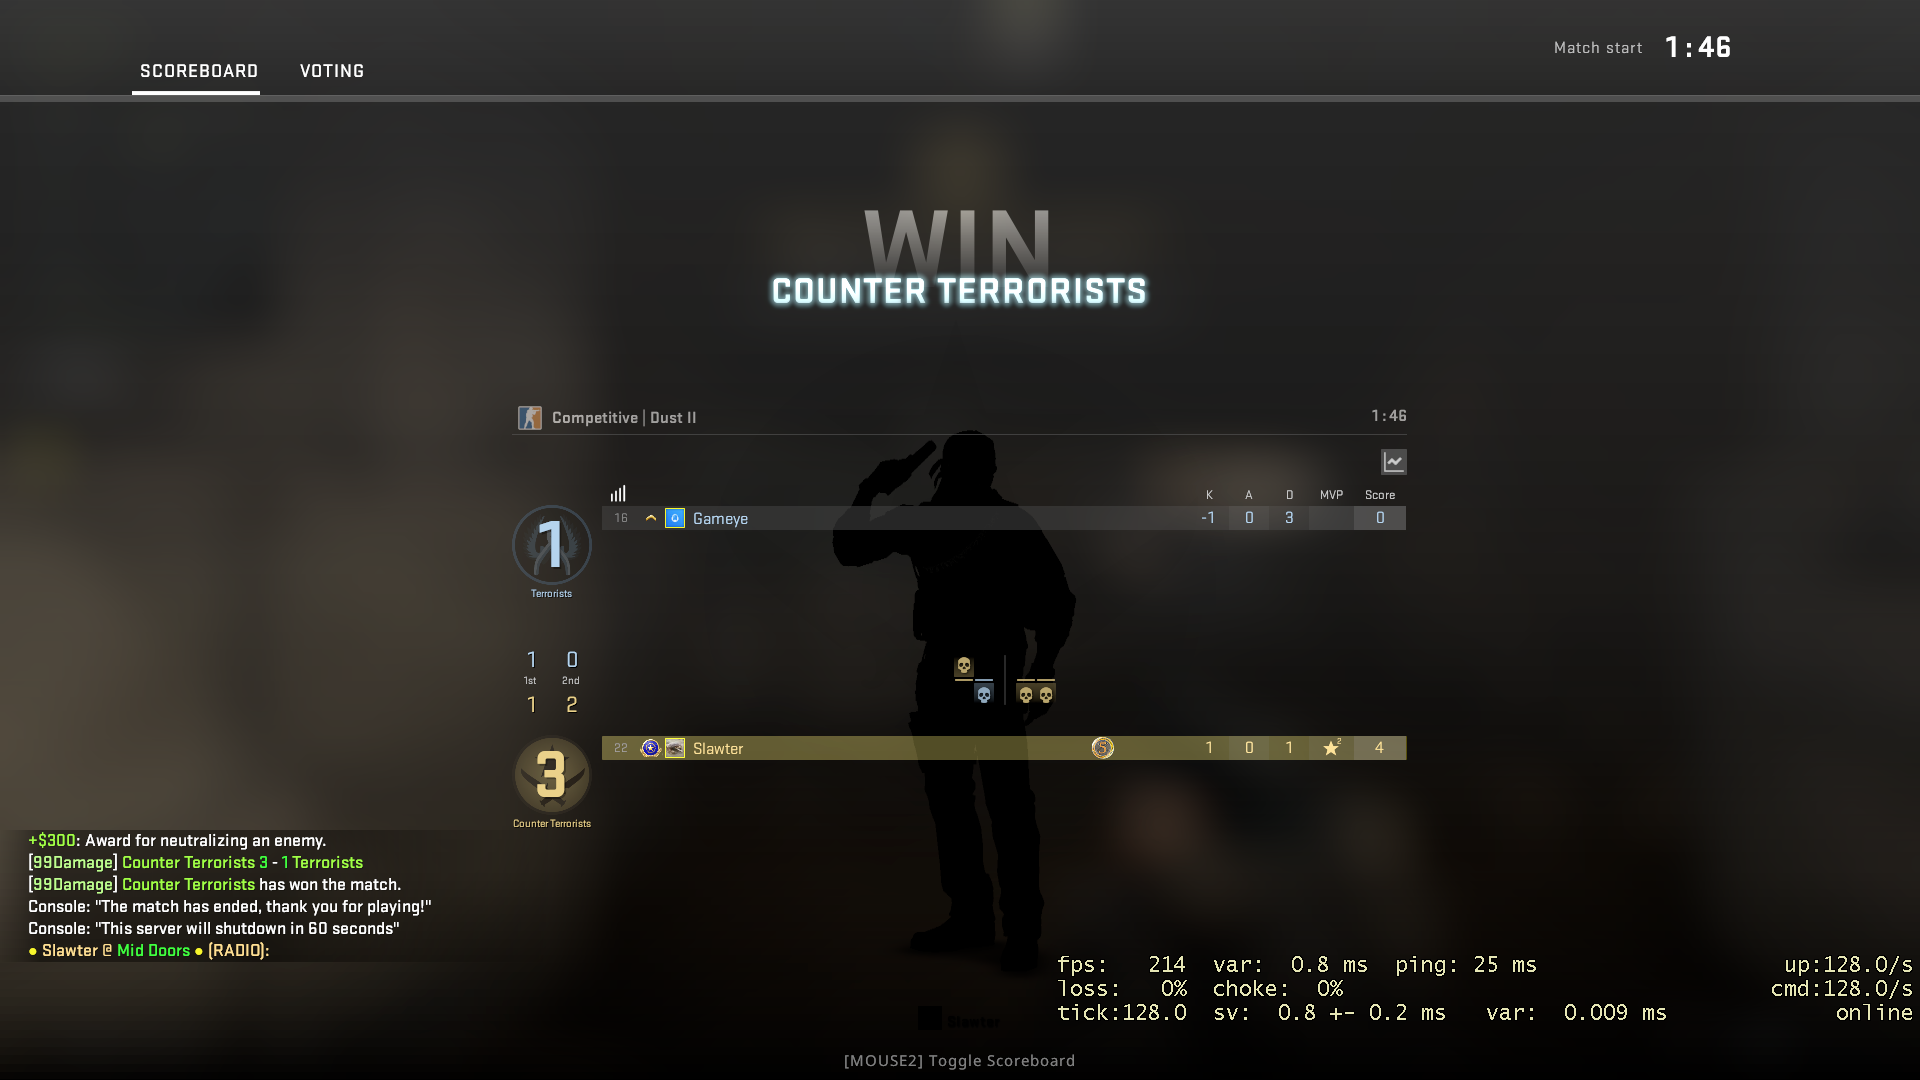 SCOREBOARD VOTING
Match start 1:46
WIN
COUNTER TERRORISTS
Competitive | Dust II 1:46
K A D MVP Score
16 Gameye -1 0 3 0
1
Terrorists
1 0
1st 2nd
1 2
22 Slawter 5 1 0 1 2 4
3
Counter Terrorists
+$300: Award for neutralizing an enemy.
[99Damage] Counter Terrorists 3 - 1 Terrorists
[99Damage] Counter Terrorists has won the match.
Console: "The match has ended, thank you for playing!"
Console: "This server will shutdown in 60 seconds"
● Slawter @ Mid Doors ● (RADIO):
fps: 214 var: 0.8 ms ping: 25 ms up:128.0/s
loss: 0% choke: 0% cmd:128.0/s
tick:128.0 sv: 0.8 +- 0.2 ms var: 0.009 ms online
Slawter
[MOUSE2] Toggle Scoreboard